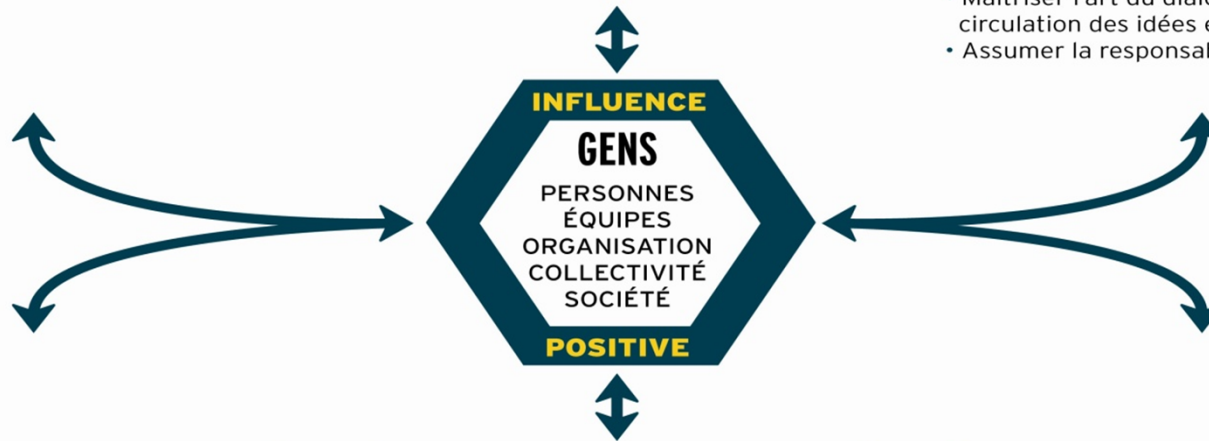 circulation des idées e
• Assumer la responsal
INFLUENCE
GENS
PERSONNES
ÉQUIPES
ORGANISATION
COLLECTIVITÉ
SOCIÉTÉ
POSITIVE